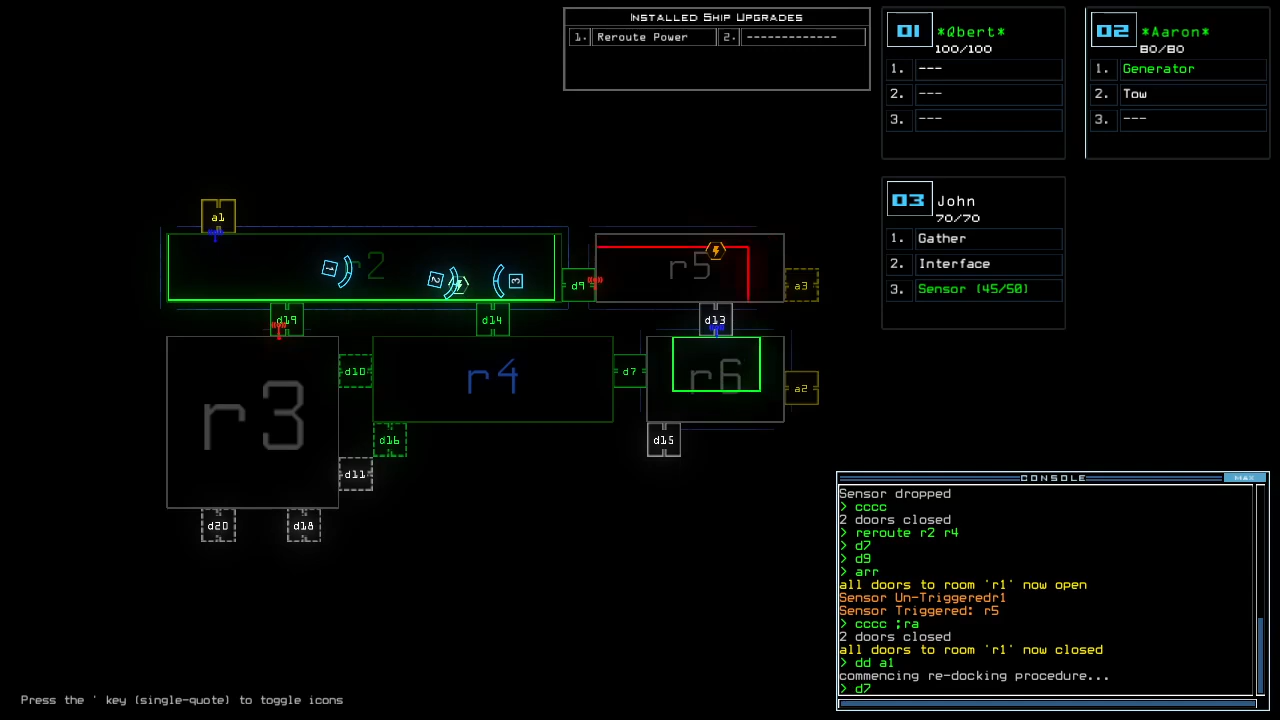 Installed Ship Upgrades
1. Reroute Power 2. -------------
01 *Qbert*
100/100
1. ---
2. ---
3. ---
02 *Aaron*
80/80
1. Generator
2. Tow
3. ---
03 John
70/70
1. Gather
2. Interface
3. Sensor (45/50)
a1
1 r2 2 3
r5
d9
a3
d19
d14
d13
r3
d10
r4
d7
r6
a2
d16
d15
d11
d20
d18
CONSOLE
MAX
Sensor dropped
> cccc
2 doors closed
> reroute r2 r4
> d7
> d9
> arr
all doors to room 'r1' now open
Sensor Un-Triggeredr1
Sensor Triggered: r5
> cccc ;ra
2 doors closed
all doors to room 'r1' now closed
> dd a1
commencing re-docking procedure...
> d7
Press the ' key (single-quote) to toggle icons